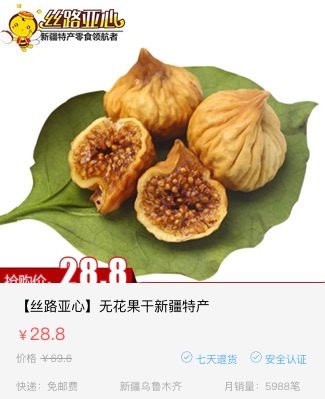 丝路亚心
新疆特产零食领航者
抢购价: 28.8
【丝路亚心】无花果干新疆特产
￥28.8
价格 ￥69.6 七天退货 安全认证
快递: 免邮费 新疆乌鲁木齐 月销量: 5988笔